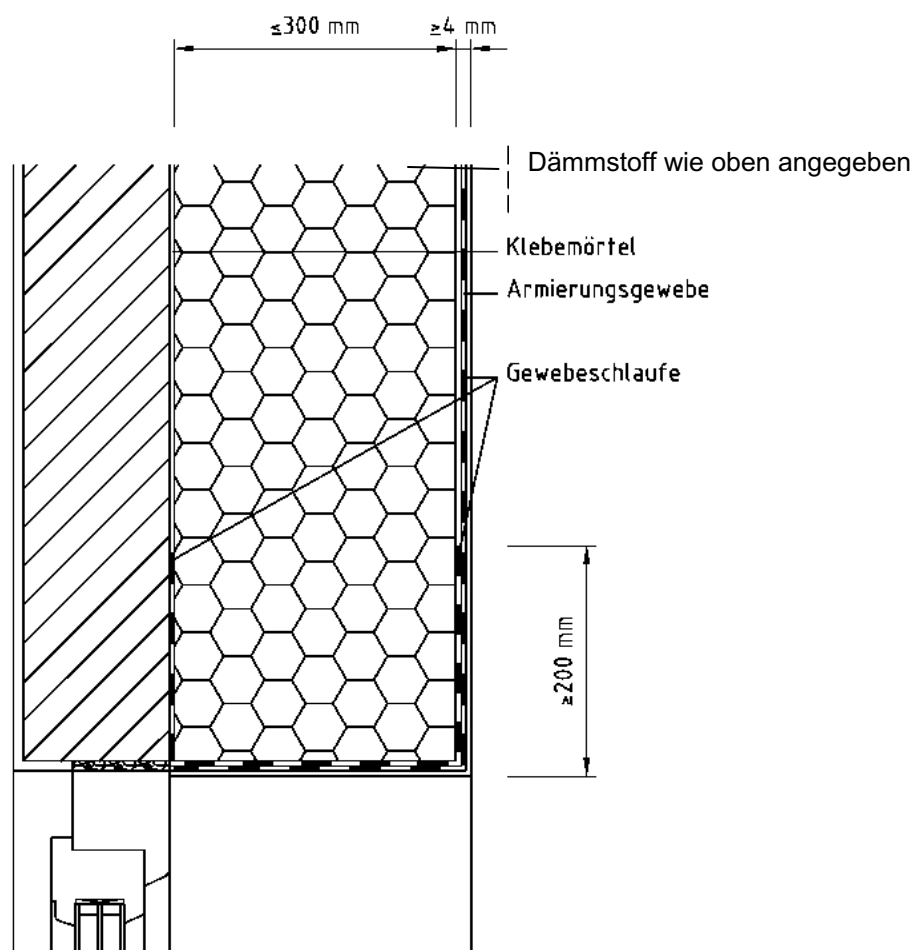 ≤300 mm
≥4 mm
Dämmstoff wie oben angegeben
Klebemörtel
Armierungsgewebe
Gewebeschlaufe
≥200 mm